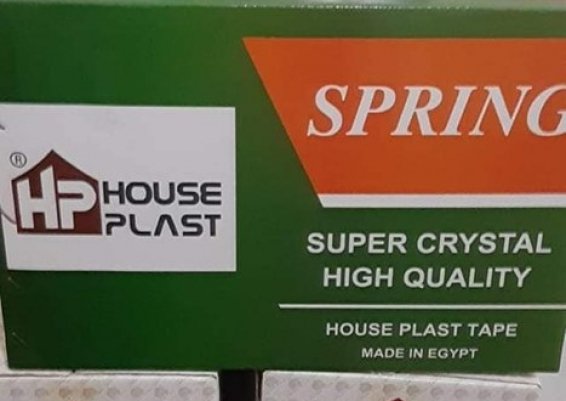 SPRING
®
HP HOUSE
PLAST
SUPER CRYSTAL
HIGH QUALITY
HOUSE PLAST TAPE
MADE IN EGYPT